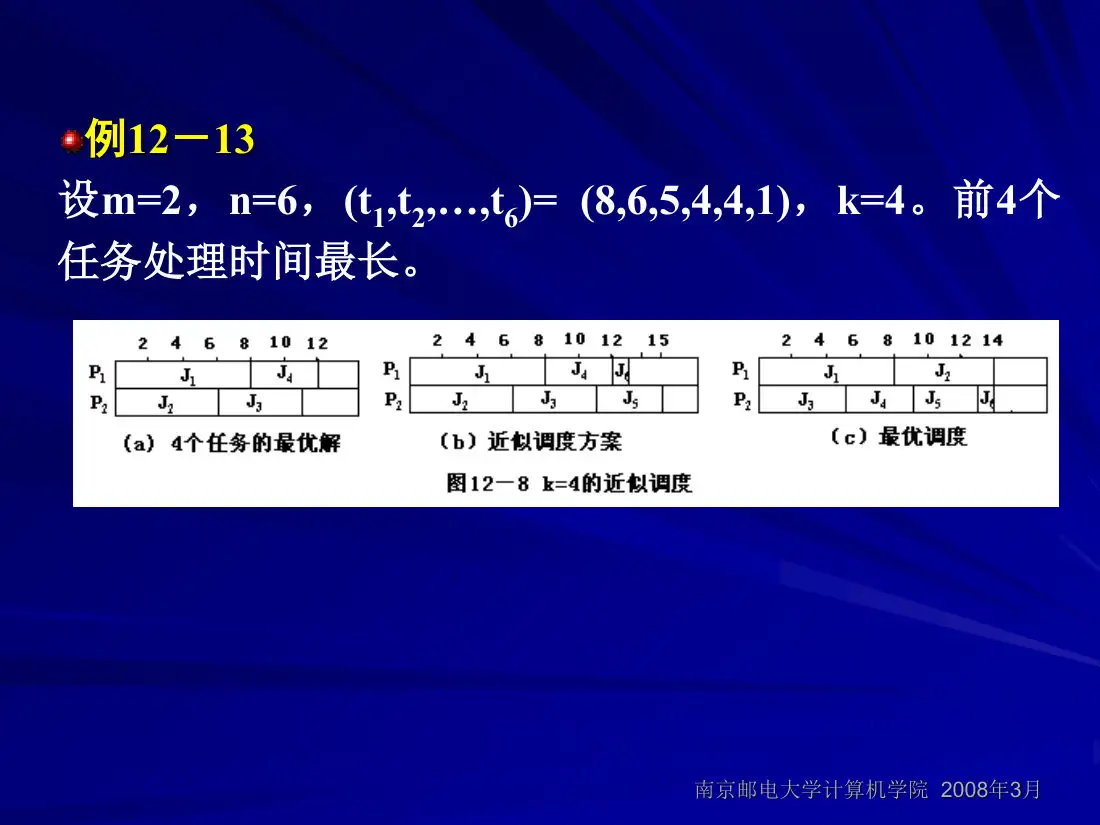 例12－13
设m=2，n=6，(t1,t2,…,t6)= (8,6,5,4,4,1)，k=4。前4个
任务处理时间最长。
2 4 6 8 10 12
P1 J1 J4
P2 J2 J3
(a) 4个任务的最优解
2 4 6 8 10 12 15
P1 J1 J4 J6
P2 J2 J3 J5
(b) 近似调度方案
2 4 6 8 10 12 14
P1 J1 J2
P2 J3 J4 J5 J6
(c) 最优调度
图12－8 k=4的近似调度
南京邮电大学计算机学院 2008年3月